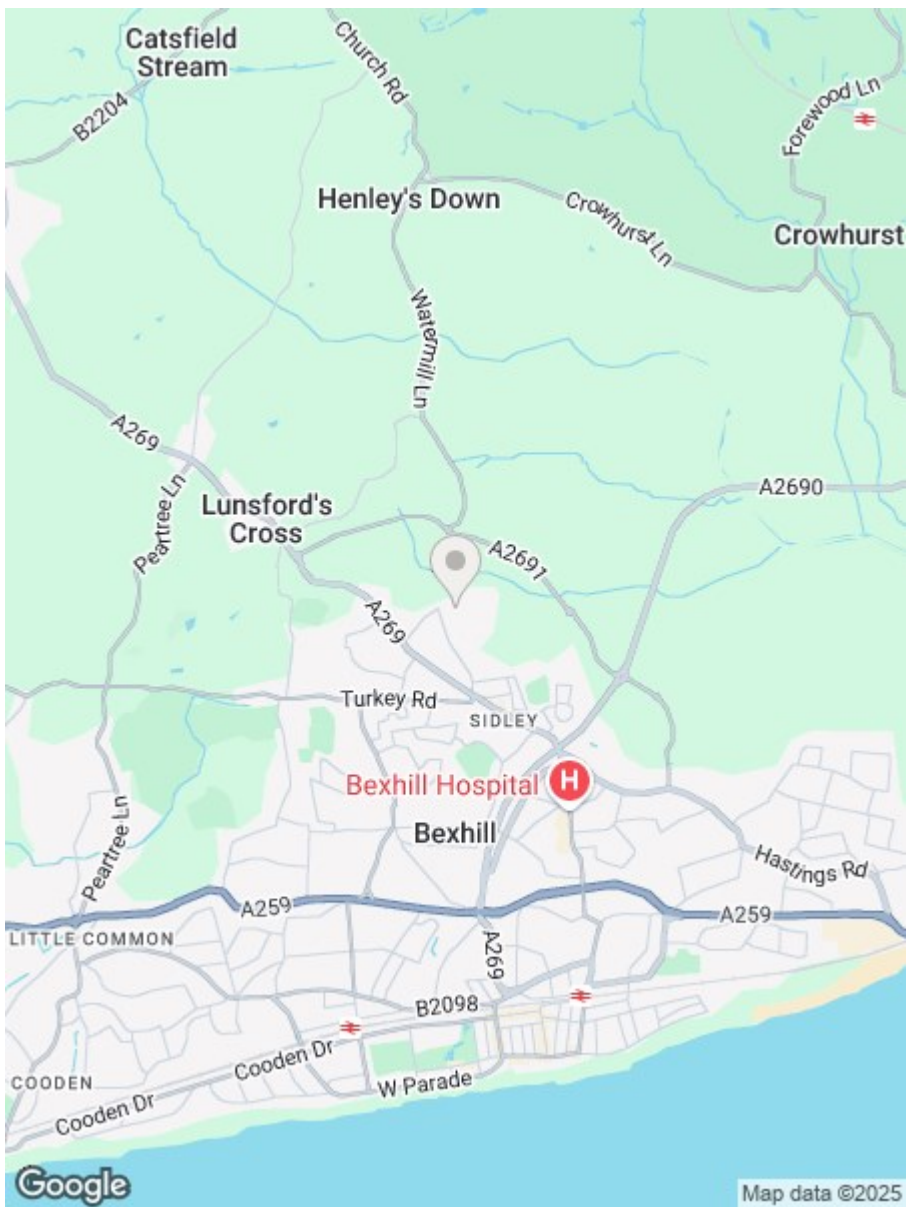 Catsfield
Stream
Church Rd
B2204
Forewood Ln
Henley's Down
Crowhurst Ln
Crowhurst
Watermill Ln
A269
A2690
Lunsford's
Cross
Peartree Ln
A2691
A269
Turkey Rd
SIDLEY
Bexhill Hospital
H
Bexhill
Peartree Ln
Hastings Rd
A259
A259
LITTLE COMMON
A269
B2098
Cooden Dr
COODEN
W Parade
Cooden Dr
Google
Map data ©2025